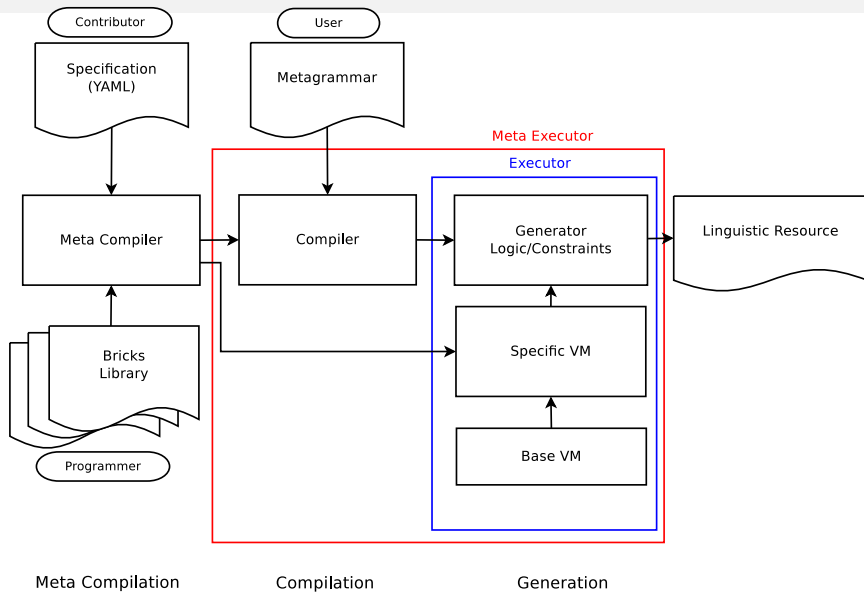 Contributor
User
Specification
(YAML)
Metagrammar
Meta Executor
Executor
Meta Compiler
Compiler
Generator
Logic/Constraints
Linguistic Resource
Bricks
Library
Specific VM
Programmer
Base VM
Meta Compilation
Compilation
Generation